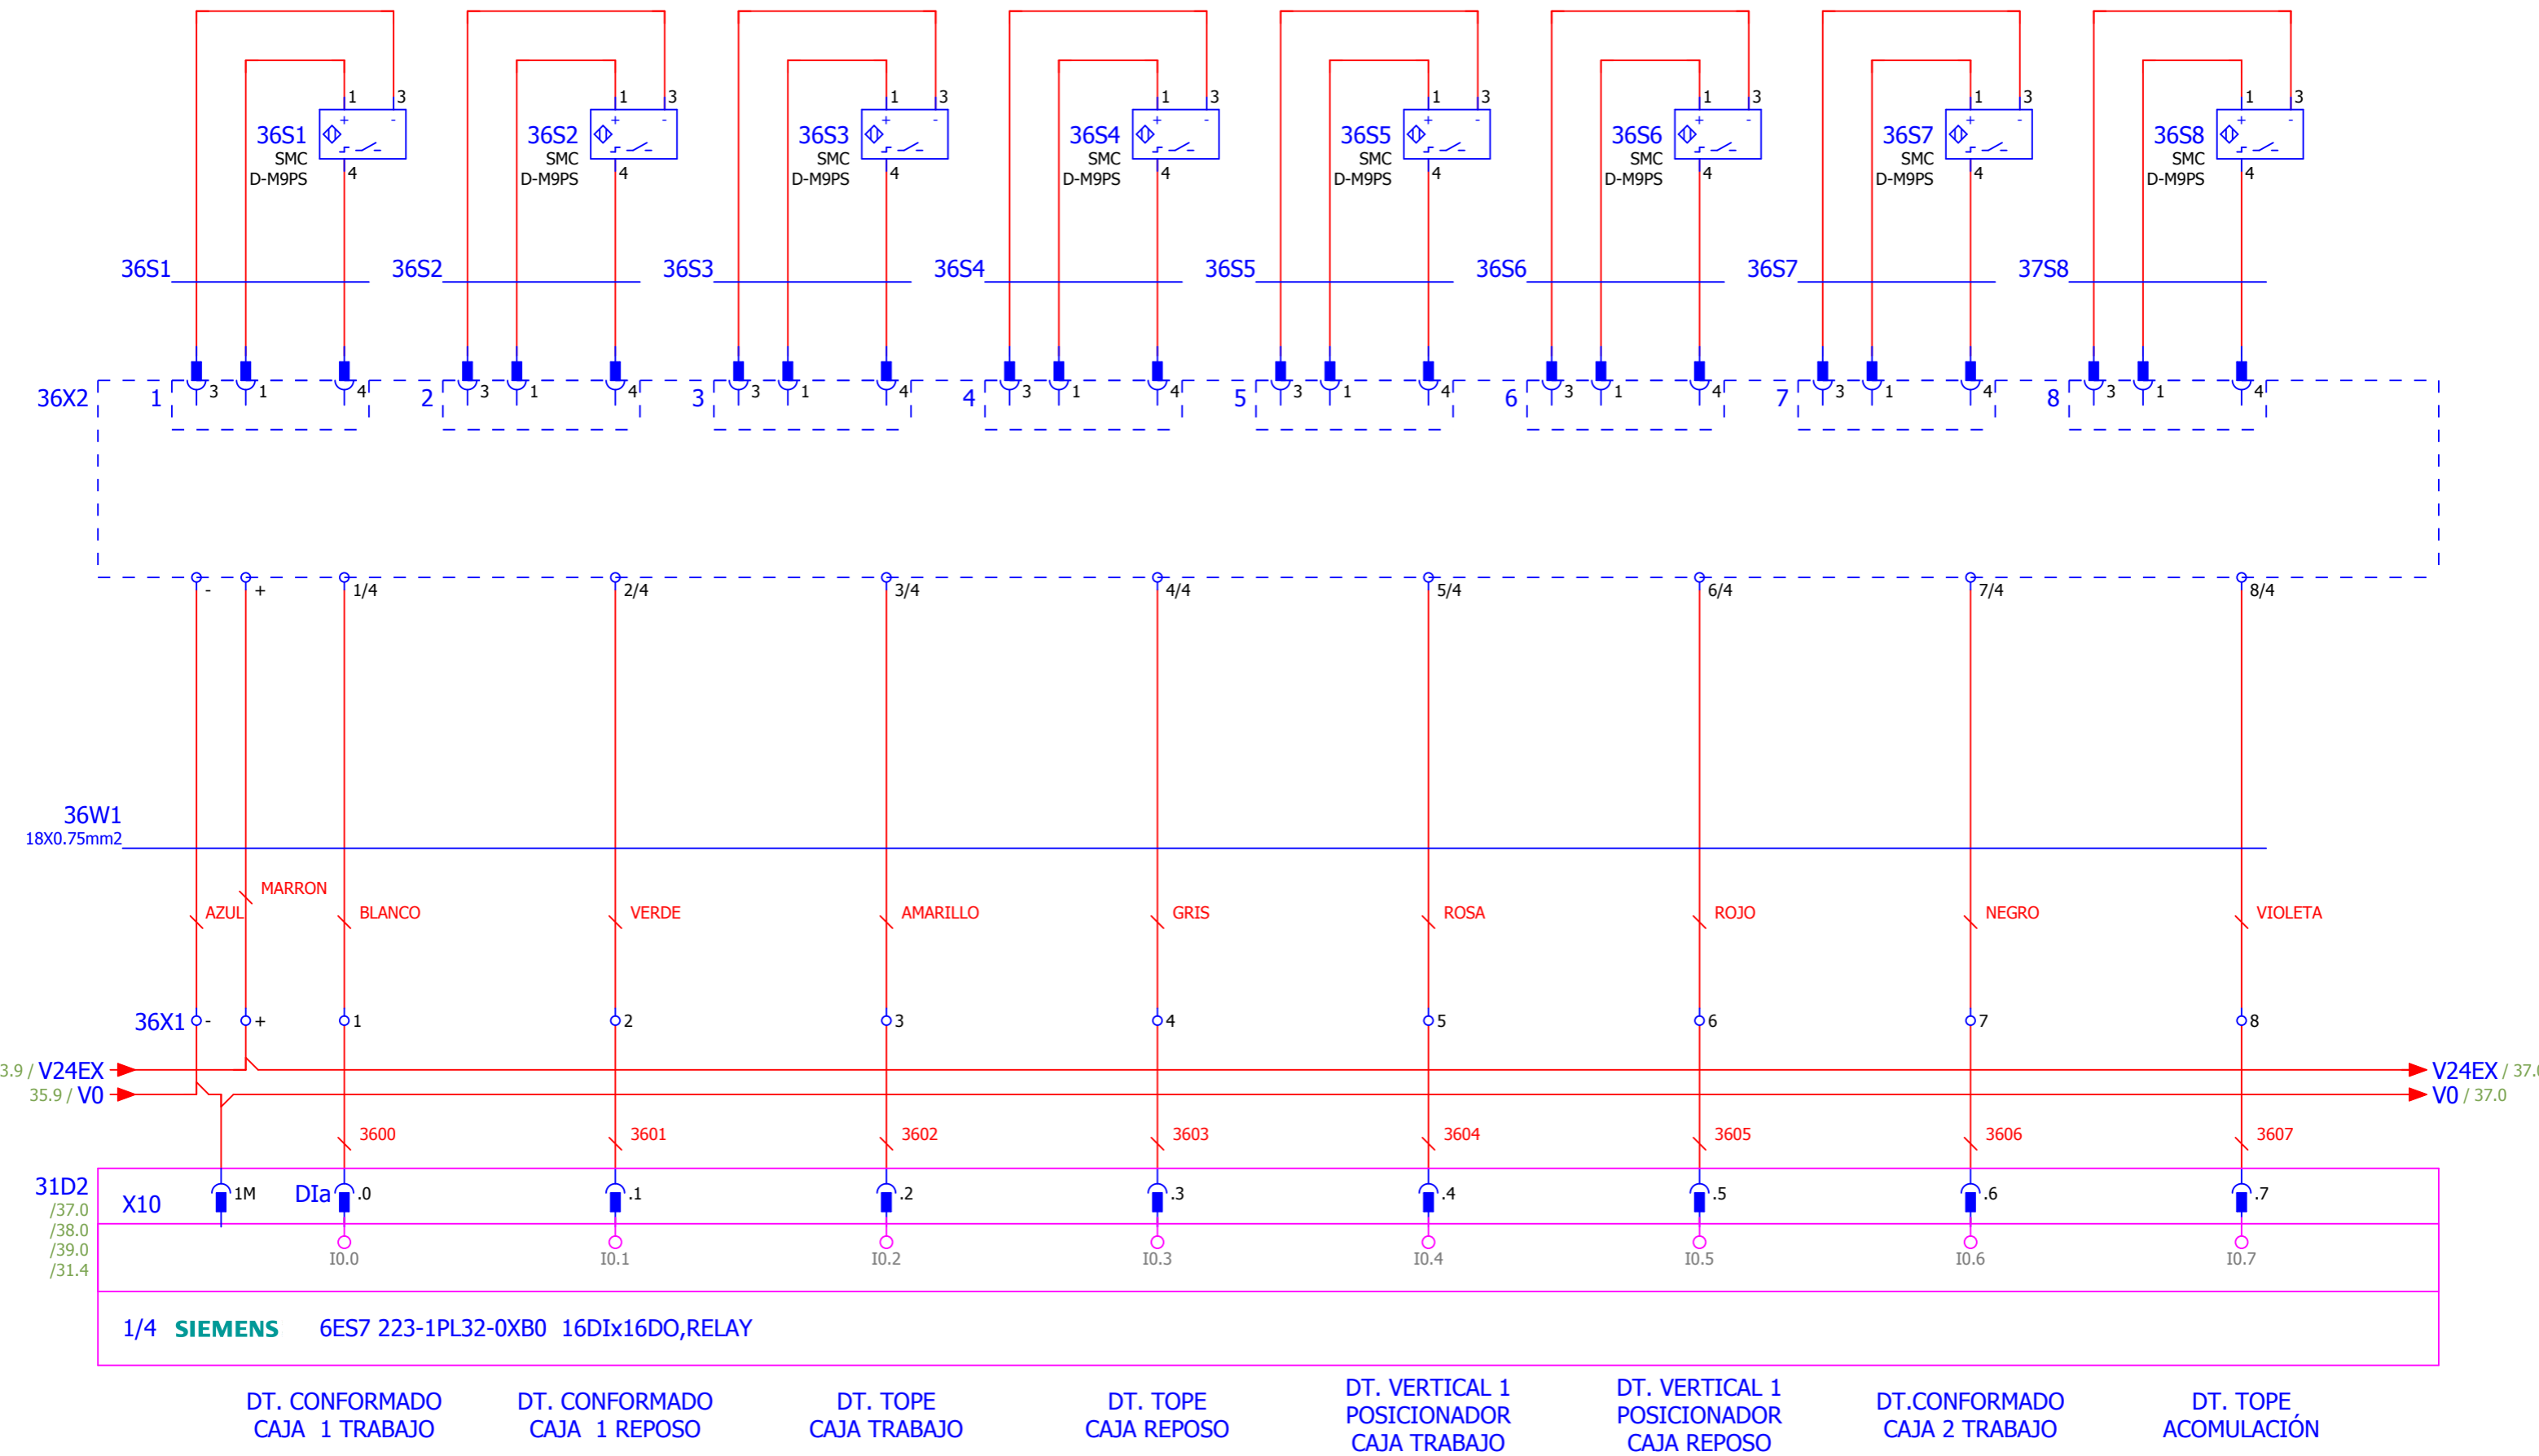 1 3 1 3 1 3 1 3 1 3 1 3 1 3 1 3
+ - + - + - + - + - + - + - + -
36S1 36S2 36S3 36S4 36S5 36S6 36S7 36S8
SMC SMC SMC SMC SMC SMC SMC SMC
D-M9PS D-M9PS D-M9PS D-M9PS D-M9PS D-M9PS D-M9PS D-M9PS
4 4 4 4 4 4 4 4
36S1 36S2 36S3 36S4 36S5 36S6 36S7 37S8
36X2 1 3 1 4 2 3 1 4 3 3 1 4 4 3 1 4 5 3 1 4 6 3 1 4 7 3 1 4 8 3 1 4
- + 1/4 2/4 3/4 4/4 5/4 6/4 7/4 8/4
36W1
18X0.75mm2
MARRON
AZUL BLANCO VERDE AMARILLO GRIS ROSA ROJO NEGRO VIOLETA
36X1 - + 1 2 3 4 5 6 7 8
3.9 / V24EX V24EX / 37.
35.9 / V0 V0 / 37.0
3600 3601 3602 3603 3604 3605 3606 3607
31D2
/37.0
/38.0
/39.0
/31.4
X10 1M DIa .0 .1 .2 .3 .4 .5 .6 .7
I0.0 I0.1 I0.2 I0.3 I0.4 I0.5 I0.6 I0.7
1/4 SIEMENS 6ES7 223-1PL32-0XB0 16DIx16DO,RELAY
DT. CONFORMADO
CAJA 1 TRABAJO
DT. CONFORMADO
CAJA 1 REPOSO
DT. TOPE
CAJA TRABAJO
DT. TOPE
CAJA REPOSO
DT. VERTICAL 1
POSICIONADOR
CAJA TRABAJO
DT. VERTICAL 1
POSICIONADOR
CAJA REPOSO
DT.CONFORMADO
CAJA 2 TRABAJO
DT. TOPE
ACOMULACIÓN